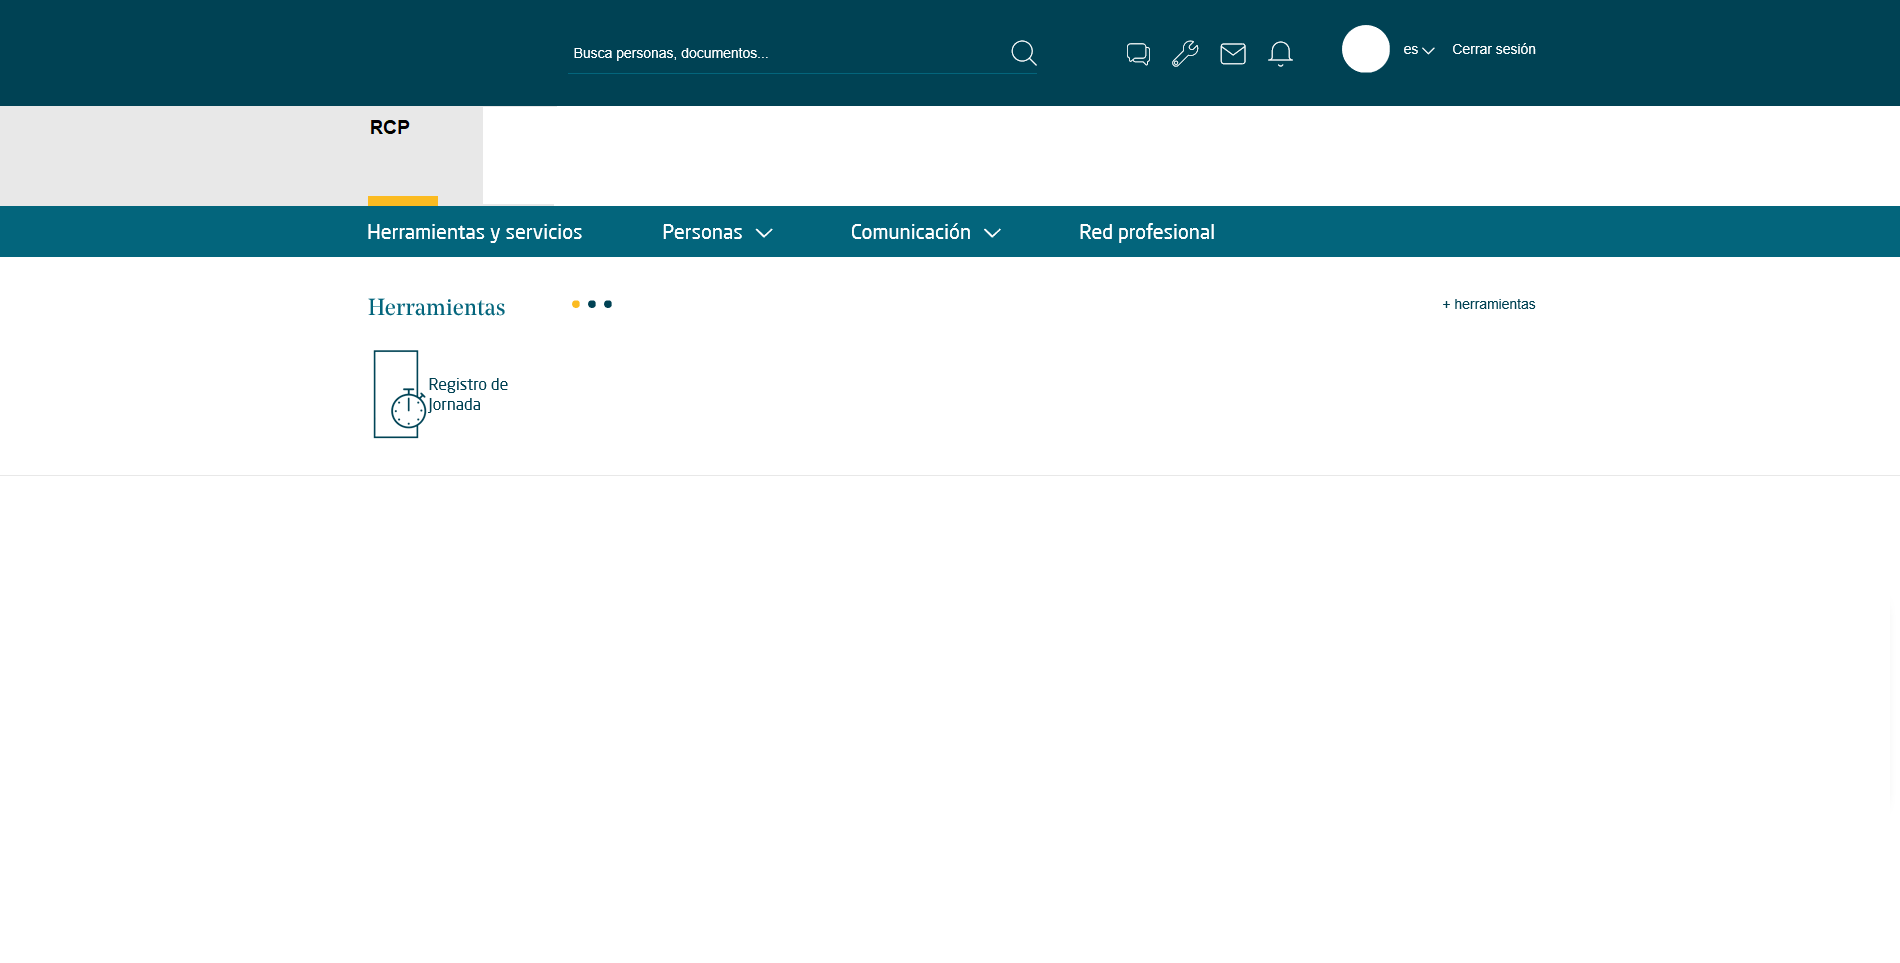 Busca personas, documentos...
es
Cerrar sesión
RCP
Herramientas y servicios
Personas
Comunicación
Red profesional
Herramientas
+ herramientas
Registro de
Jornada